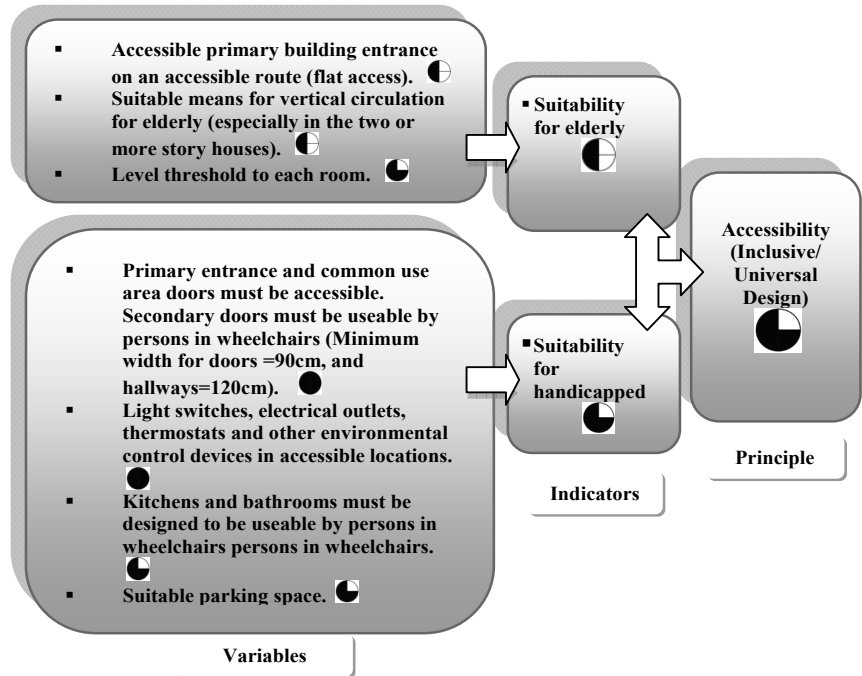 ▪ Accessible primary building entrance
on an accessible route (flat access).
▪ Suitable means for vertical circulation
for elderly (especially in the two or
more story houses).
▪ Level threshold to each room.
▪ Suitability
for elderly
▪ Primary entrance and common use
area doors must be accessible.
Secondary doors must be useable by
persons in wheelchairs (Minimum
width for doors =90cm, and
hallways=120cm).
▪ Light switches, electrical outlets,
thermostats and other environmental
control devices in accessible locations.
▪ Kitchens and bathrooms must be
designed to be useable by persons in
wheelchairs persons in wheelchairs.
▪ Suitable parking space.
▪ Suitability
for
handicapped
Accessibility
(Inclusive/
Universal
Design)
Variables
Indicators
Principle